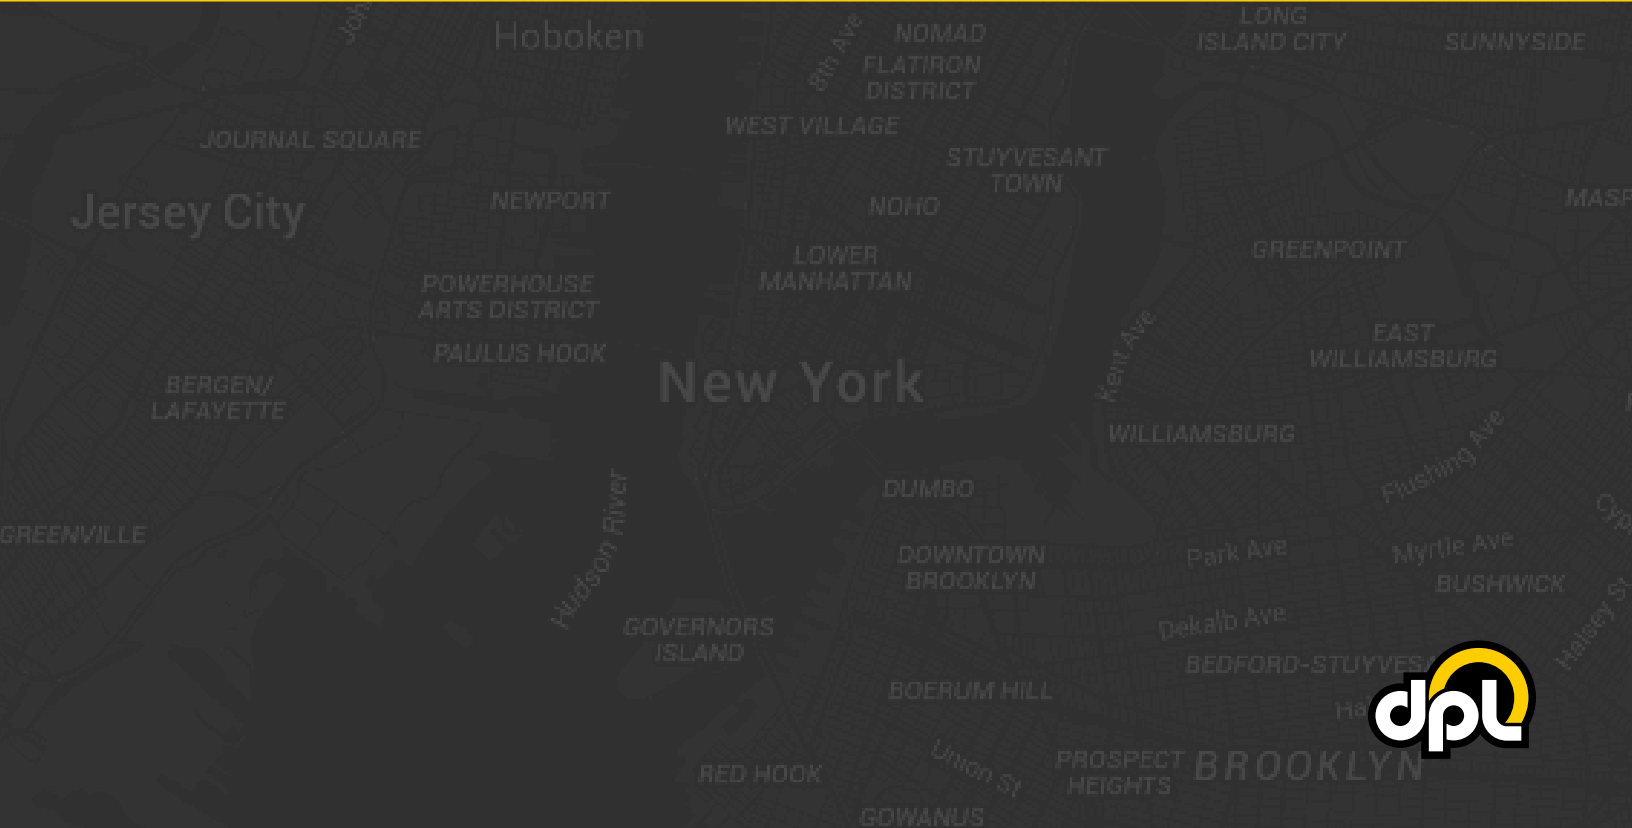 Hoboken
8th Ave
NOMAD
LONG
ISLAND CITY
SUNNYSIDE
FLATIRON
DISTRICT
WEST VILLAGE
JOURNAL SQUARE
STUYVESANT
TOWN
Jersey City
NEWPORT
NOHO
GREENPOINT
LOWER
MANHATTAN
POWERHOUSE
ARTS DISTRICT
PAULUS HOOK
Kent Ave
EAST
WILLIAMSBURG
New York
BERGEN/
LAFAYETTE
WILLIAMSBURG
Flushing Ave
DUMBO
Hudson River
GREENVILLE
DOWNTOWN
BROOKLYN
Park Ave
Myrtle Ave
BUSHWICK
Halsey St
GOVERNORS
ISLAND
Dekalb Ave
BEDFORD-STUYVESA
BOERUM HILL
dpl
Union St
RED HOOK
PROSPECT
HEIGHTS
BROOKLYN
GOWANUS